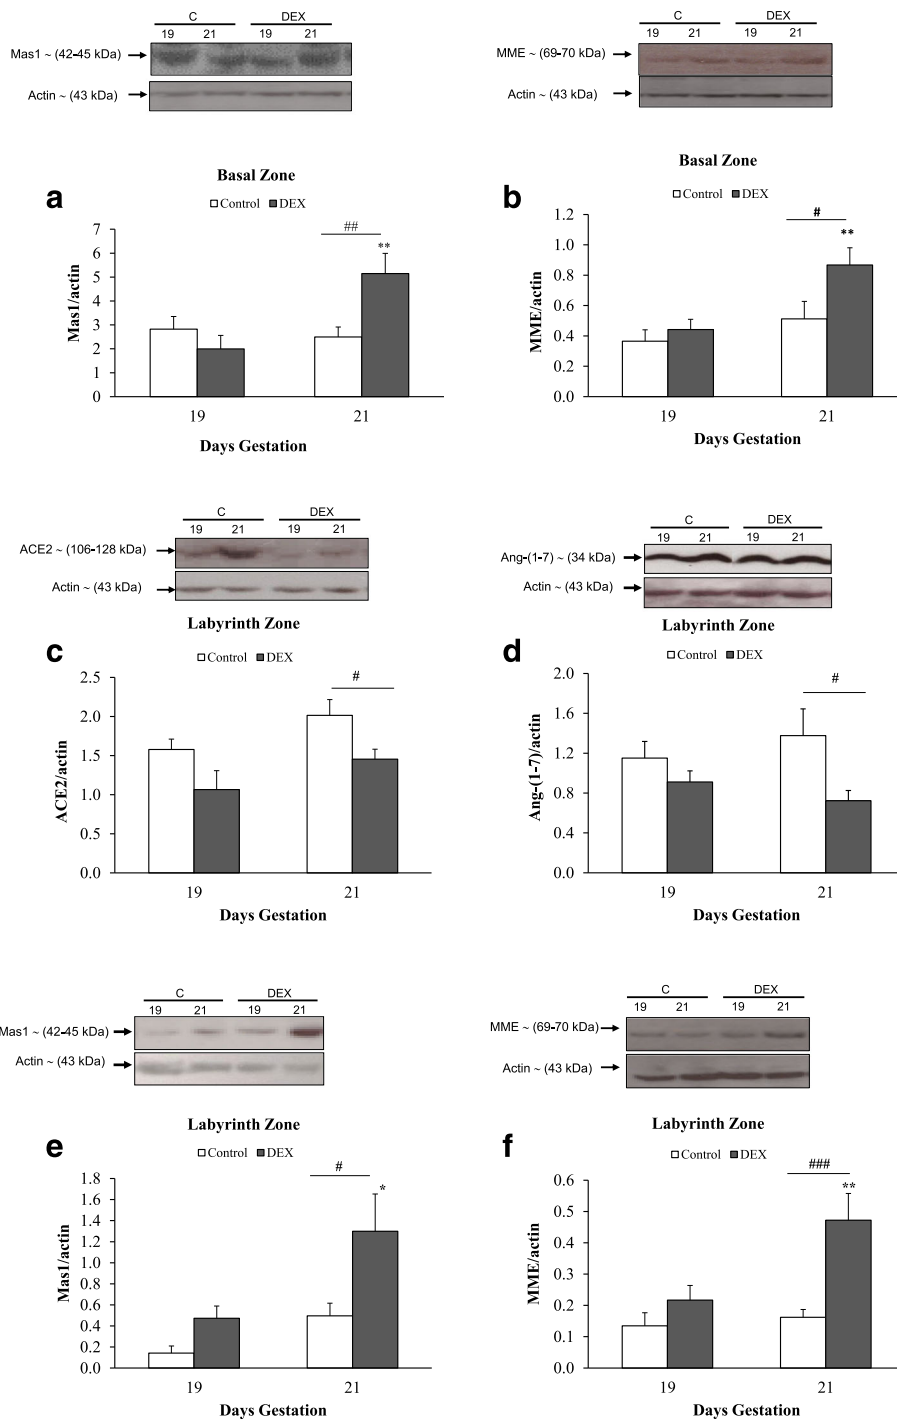 C DEX
19 21 19 21
Mas1 ~ (42-45 kDa)
Actin ~ (43 kDa)
Basal Zone
a
Control DEX
##
**
7
6
5
4
3
2
1
0
Mas1/actin
19 21
Days Gestation
C DEX
19 21 19 21
MME ~ (69-70 kDa)
Actin ~ (43 kDa)
Basal Zone
b
Control DEX
#
**
1.2
1.0
0.8
0.6
0.4
0.2
0.0
MME/actin
19 21
Days Gestation
C DEX
19 21 19 21
ACE2 ~ (106-128 kDa)
Actin ~ (43 kDa)
Labyrinth Zone
c
Control DEX
#
2.5
2.0
1.5
1.0
0.5
0.0
ACE2/actin
19 21
Days Gestation
C DEX
19 21 19 21
Ang-(1-7) ~ (34 kDa)
Actin ~ (43 kDa)
Labyrinth Zone
d
Control DEX
#
2.0
1.6
1.2
0.8
0.4
0.0
Ang-(1-7)/actin
19 21
Days Gestation
C DEX
19 21 19 21
Mas1 ~ (42-45 kDa)
Actin ~ (43 kDa)
Labyrinth Zone
e
Control DEX
#
*
1.8
1.6
1.4
1.2
1.0
0.8
0.6
0.4
0.2
0.0
Mas1/actin
19 21
Days Gestation
C DEX
19 21 19 21
MME ~ (69-70 kDa)
Actin ~ (43 kDa)
Labyrinth Zone
f
Control DEX
###
**
0.6
0.5
0.4
0.3
0.2
0.1
0.0
MME/actin
19 21
Days Gestation